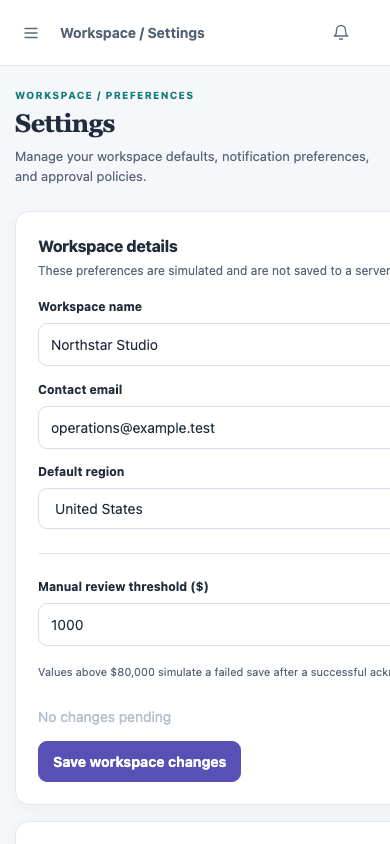 Workspace / Settings
WORKSPACE / PREFERENCES
Settings
Manage your workspace defaults, notification preferences,
and approval policies.
Workspace details
These preferences are simulated and are not saved to a server
Workspace name
Northstar Studio
Contact email
operations@example.test
Default region
United States
Manual review threshold ($)
1000
Values above $80,000 simulate a failed save after a successful
No changes pending
Save workspace changes